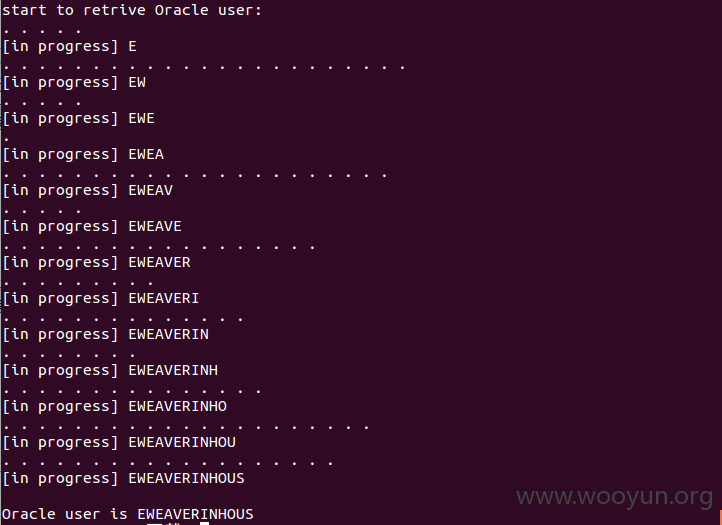 start to retrive Oracle user:
. . . . .
[in progress] E
. . . . . . . . . . . . . . . . . . . . . . .
[in progress] EW
. . . . .
[in progress] EWE
.
[in progress] EWEA
. . . . . . . . . . . . . . . . . . . . . .
[in progress] EWEAV
. . . . .
[in progress] EWEAVE
. . . . . . . . . . . . . . . . . .
[in progress] EWEAVER
. . . . . . . . .
[in progress] EWEAVERI
. . . . . . . . . . . . . .
[in progress] EWEAVERIN
. . . . . . . .
[in progress] EWEAVERINH
. . . . . . . . . . . . . . .
[in progress] EWEAVERINHO
. . . . . . . . . . . . . . . . . . . . .
[in progress] EWEAVERINHOU
. . . . . . . . . . . . . . . . . . .
[in progress] EWEAVERINHOUS
www.wooyun.org
Oracle user is EWEAVERINHOUS